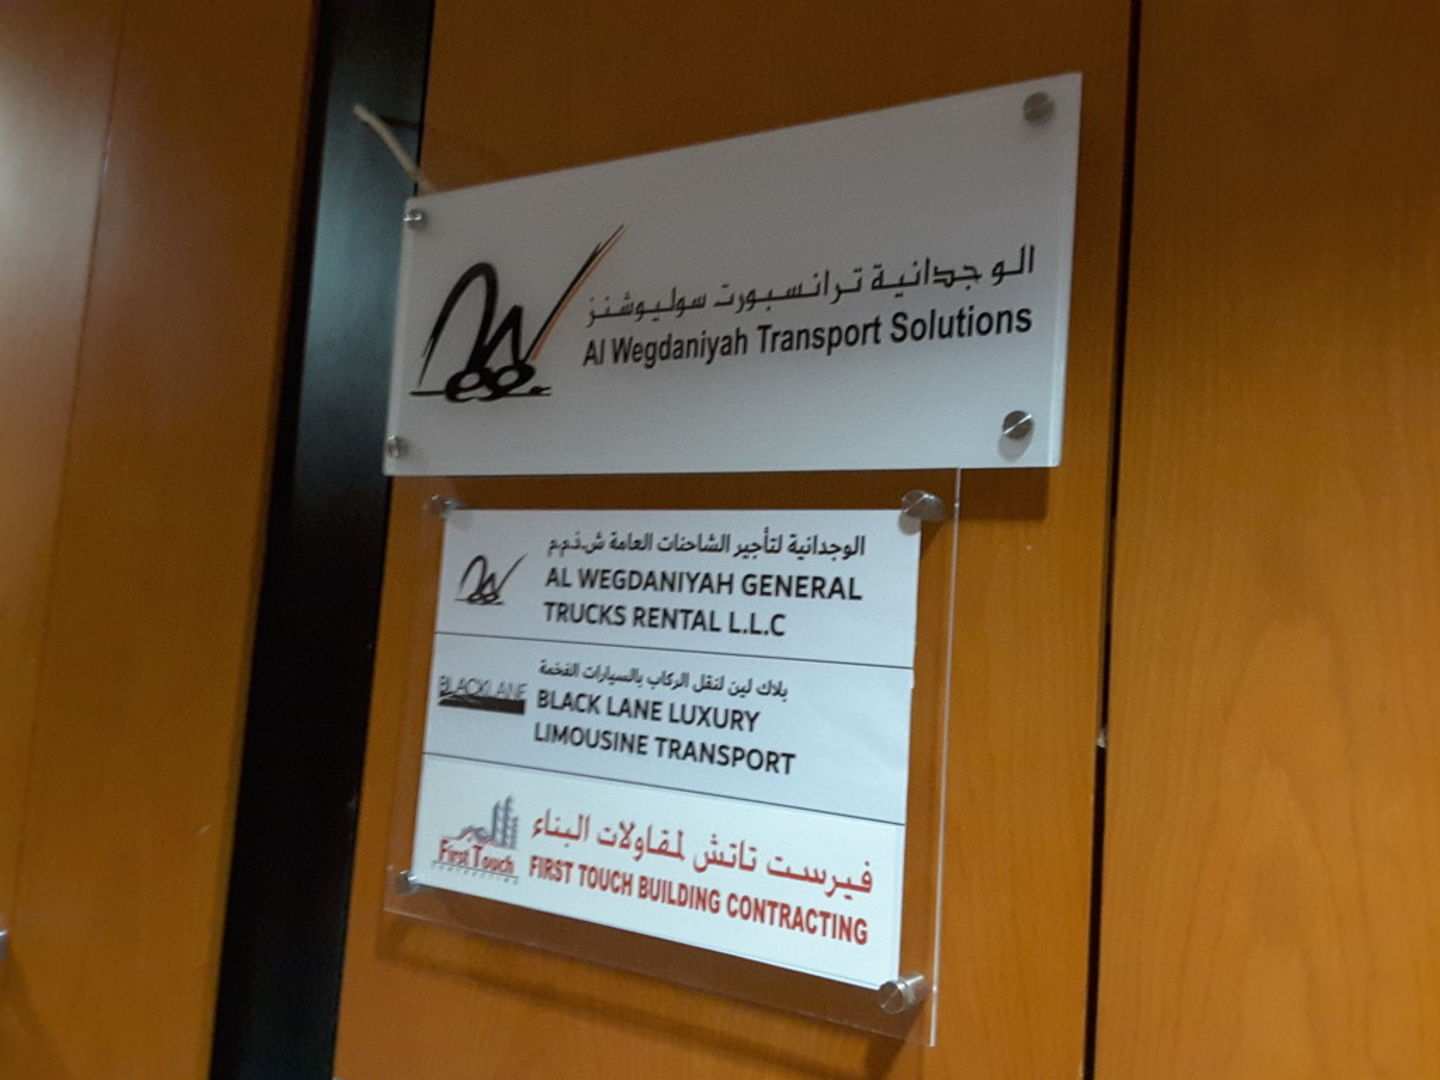 الوجدانية ترانسبورت سوليوشنز
Al Wegdaniyah Transport Solutions
الوجدانية لتأجير الشاحنات العامة ش.ذ.م.م
AL WEGDANIYAH GENERAL
TRUCKS RENTAL L.L.C
BLACKLANE
بلاك لين لنقل الركاب بالسيارات الفخمة
BLACK LANE LUXURY
LIMOUSINE TRANSPORT
First Touch
CONTRACTING
فيرست تاتش لمقاولات البناء
FIRST TOUCH BUILDING CONTRACTING